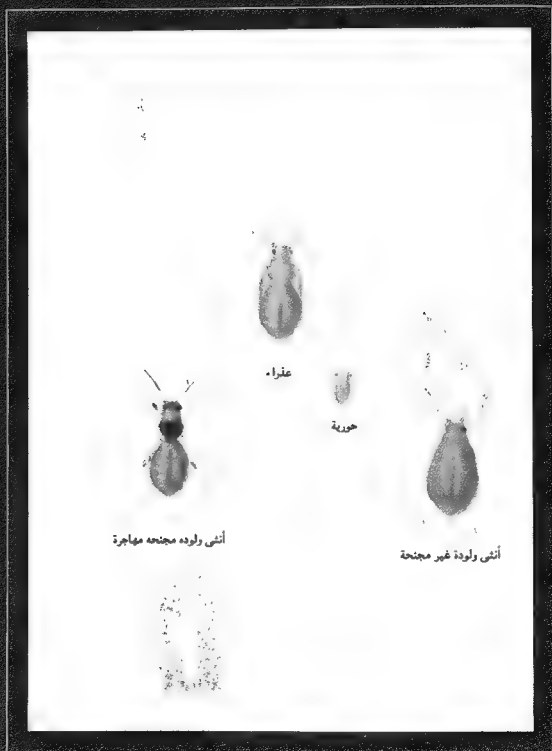 عذراء
حورية
أنثى ولوده مجنحه مهاجرة
أنثى ولودة غير مجنحة